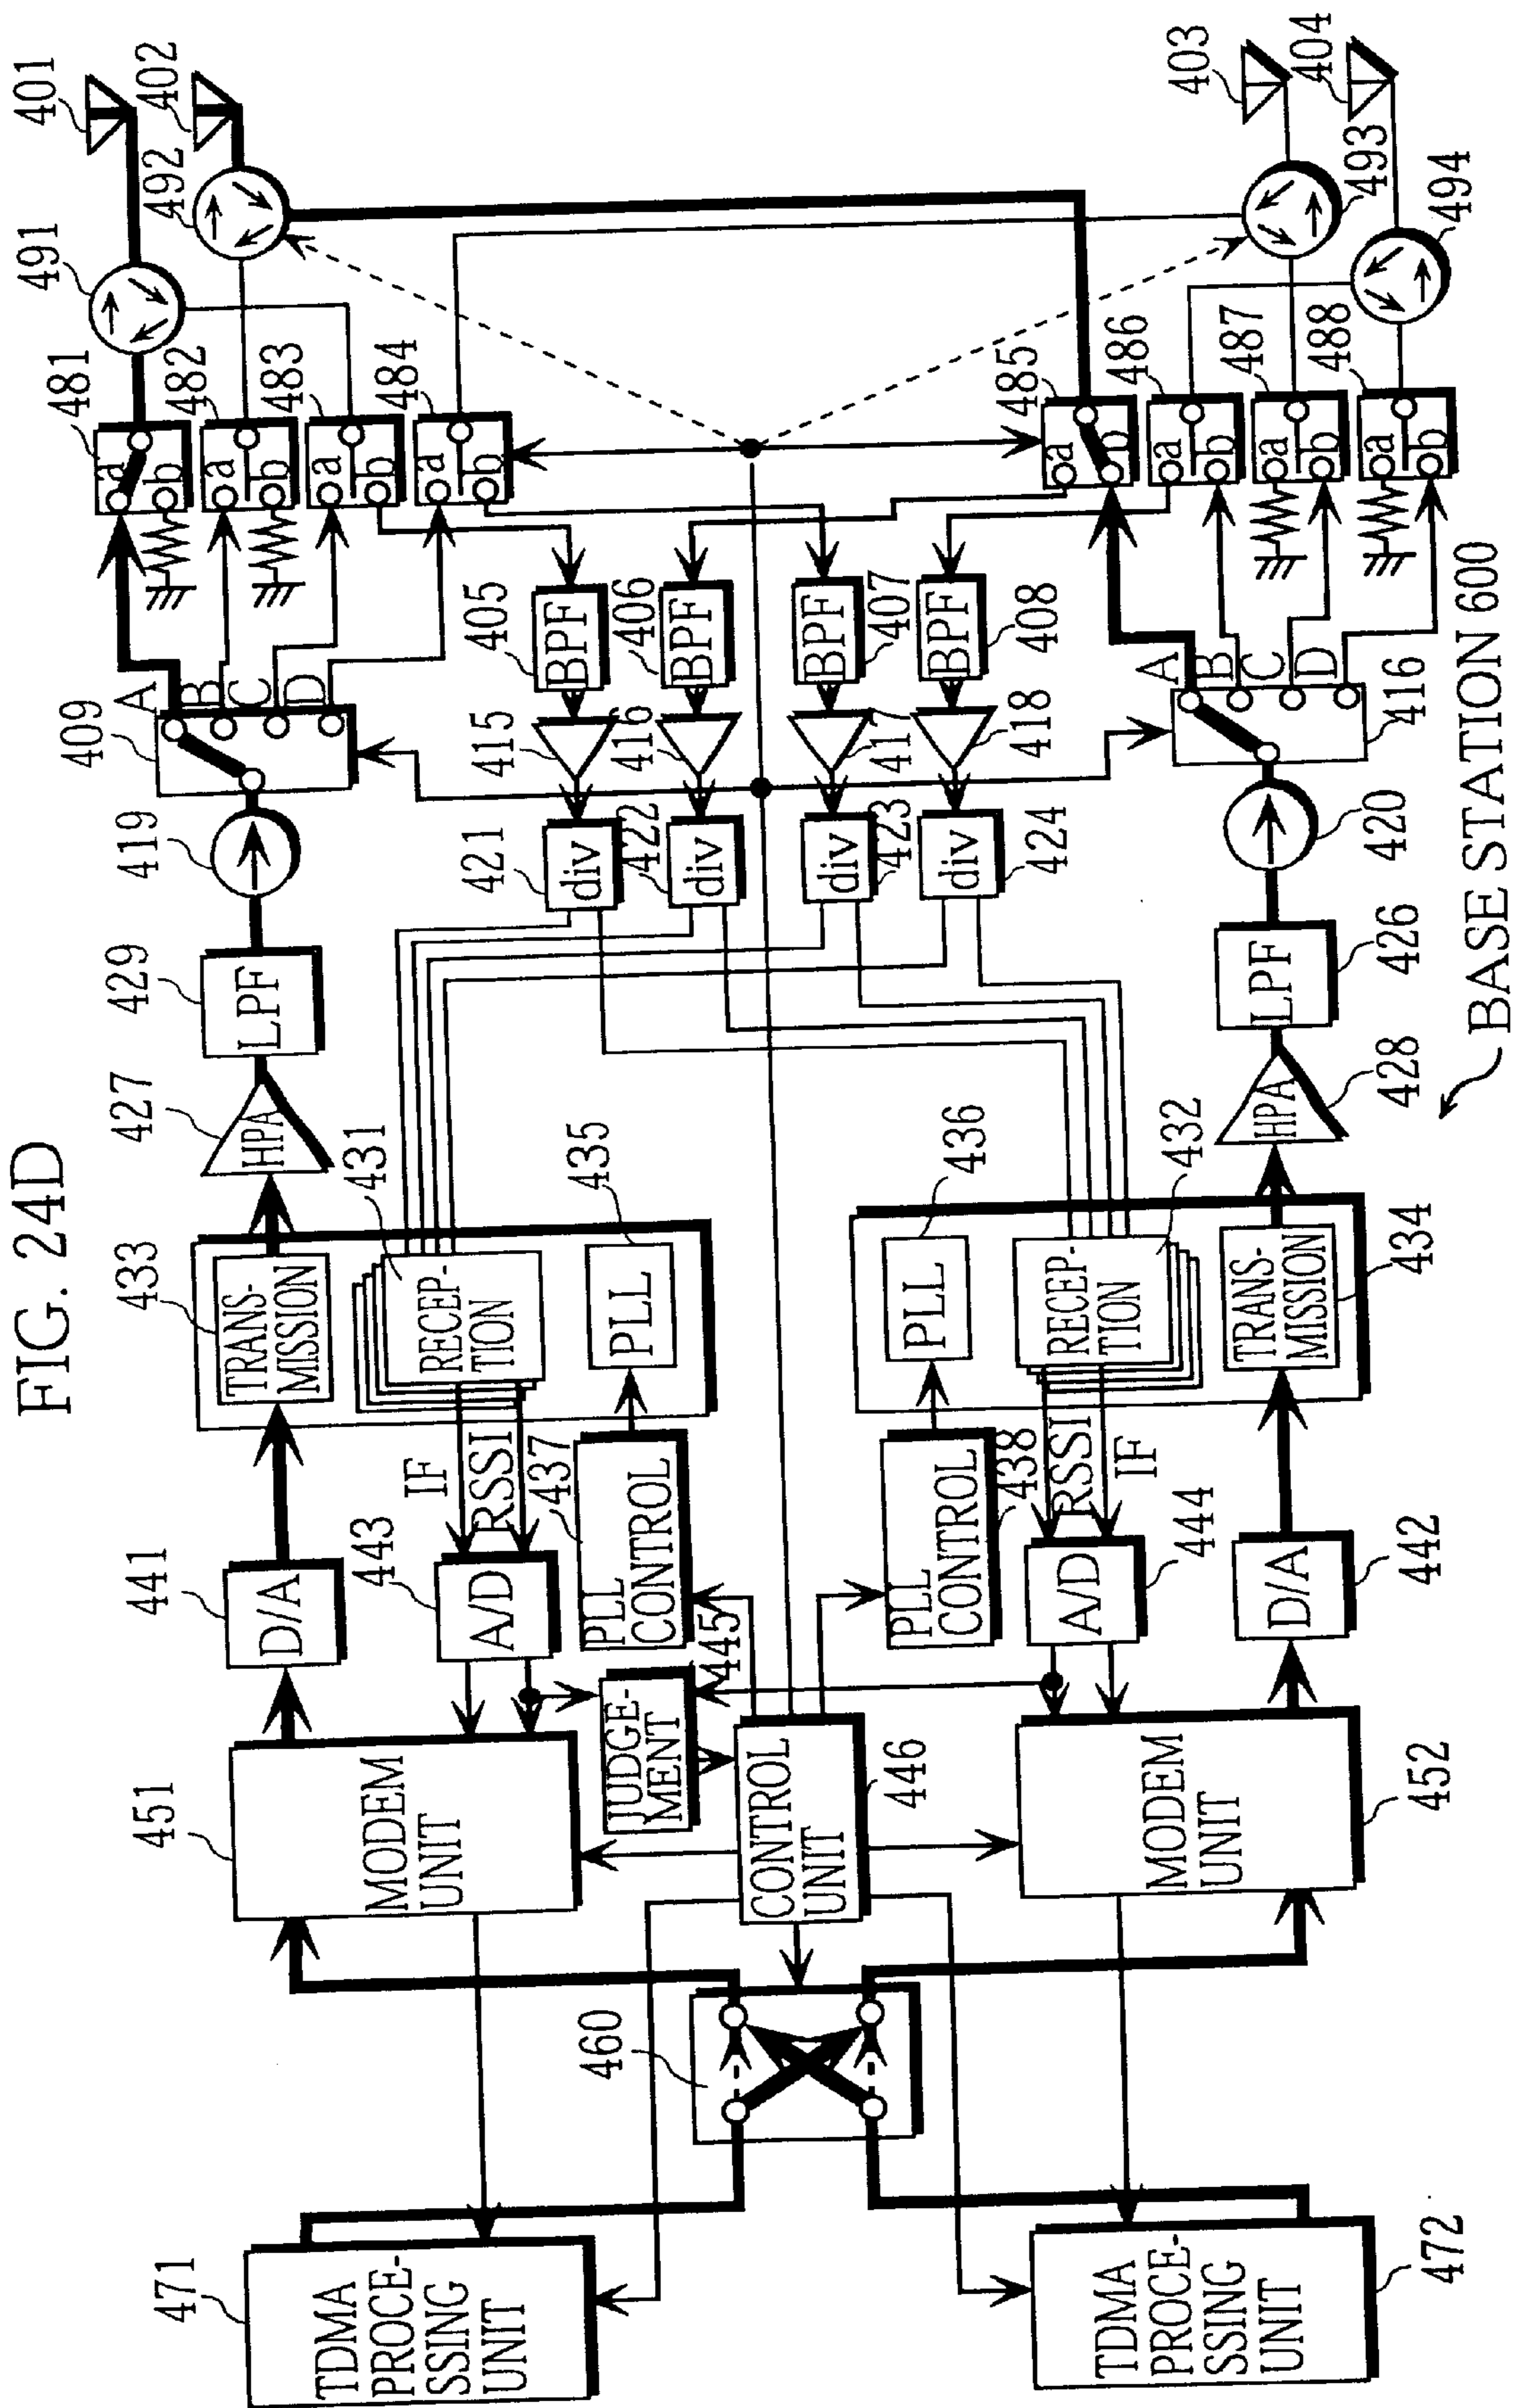 FIG. 24D
471
TDMA
PROCE-
SSING
UNIT
451
MODEM
UNIT
441
D/A
433
TRANS-
MISSION
427
HPA
429
LPF
419
409
A
B
C
D
481
a
b
482
a
b
483
a
b
484
a
b
491
492
401
402
443
A/D
IF
RSSI
431
RECEP-
TION
437
PLL
CONTROL
435
PLL
445
JUDGE-
MENT
460
CONTROL
UNIT
446
421
div
422
div
423
div
424
div
415
416
417
418
405
BPF
406
BPF
BPF
407
BPF
408
PLL
CONTROL
438
436
PLL
A/D
444
RSSI
IF
RECEP-
TION
432
472
TDMA
PROCE-
SSING
UNIT
452
MODEM
UNIT
442
D/A
434
TRANS-
MISSION
428
HPA
426
LPF
420
416
A
B
C
D
485
a
b
486
a
b
487
a
b
488
a
b
493
494
403
404
BASE STATION 600